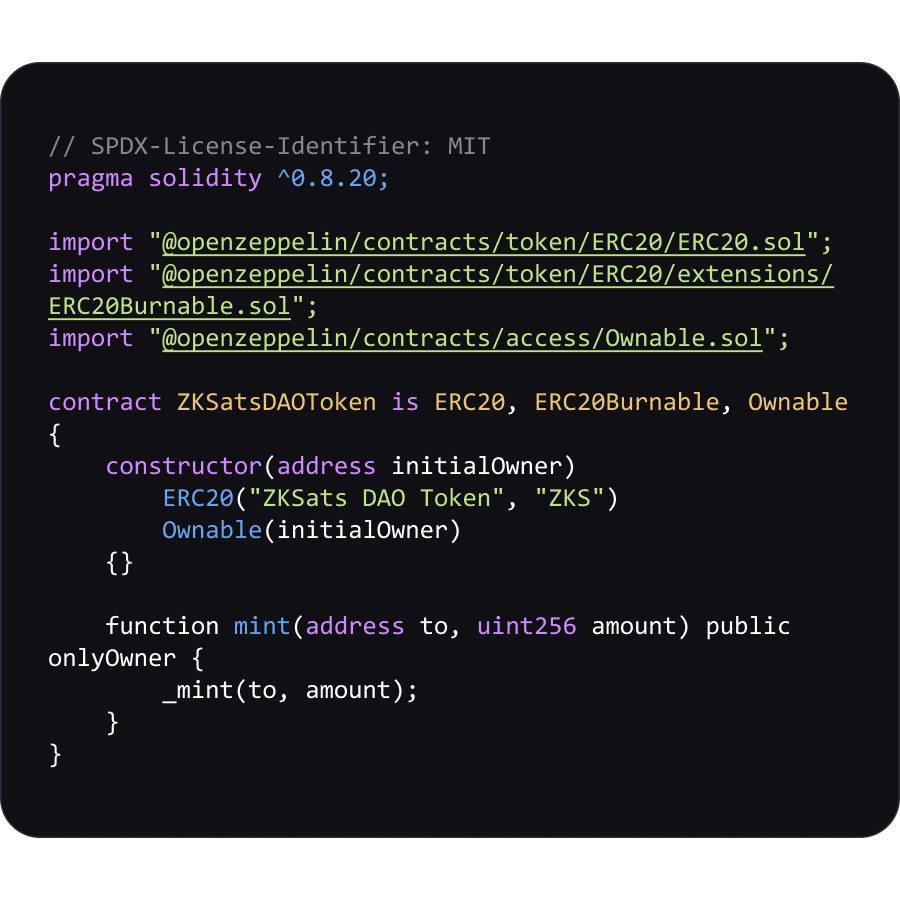 // SPDX-License-Identifier: MIT
pragma solidity ^0.8.20;
import "@openzeppelin/contracts/token/ERC20/ERC20.sol";
import "@openzeppelin/contracts/token/ERC20/extensions/
ERC20Burnable.sol";
import "@openzeppelin/contracts/access/Ownable.sol";
contract ZKSatsDAOToken is ERC20, ERC20Burnable, Ownable
{
    constructor(address initialOwner)
        ERC20("ZKSats DAO Token", "ZKS")
        Ownable(initialOwner)
    {}
    function mint(address to, uint256 amount) public
onlyOwner {
        _mint(to, amount);
    }
}